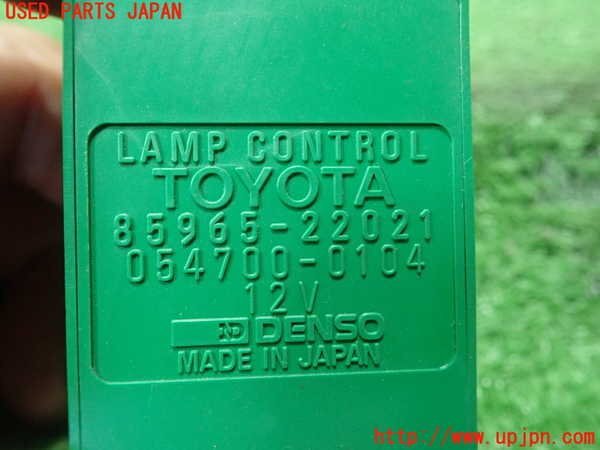 USED PARTS JAPAN
LAMP CONTROL
TOYOTA
85965-22021
054700-0104
12V
ND DENSO
MADE IN JAPAN
http://www.upjpn.com/